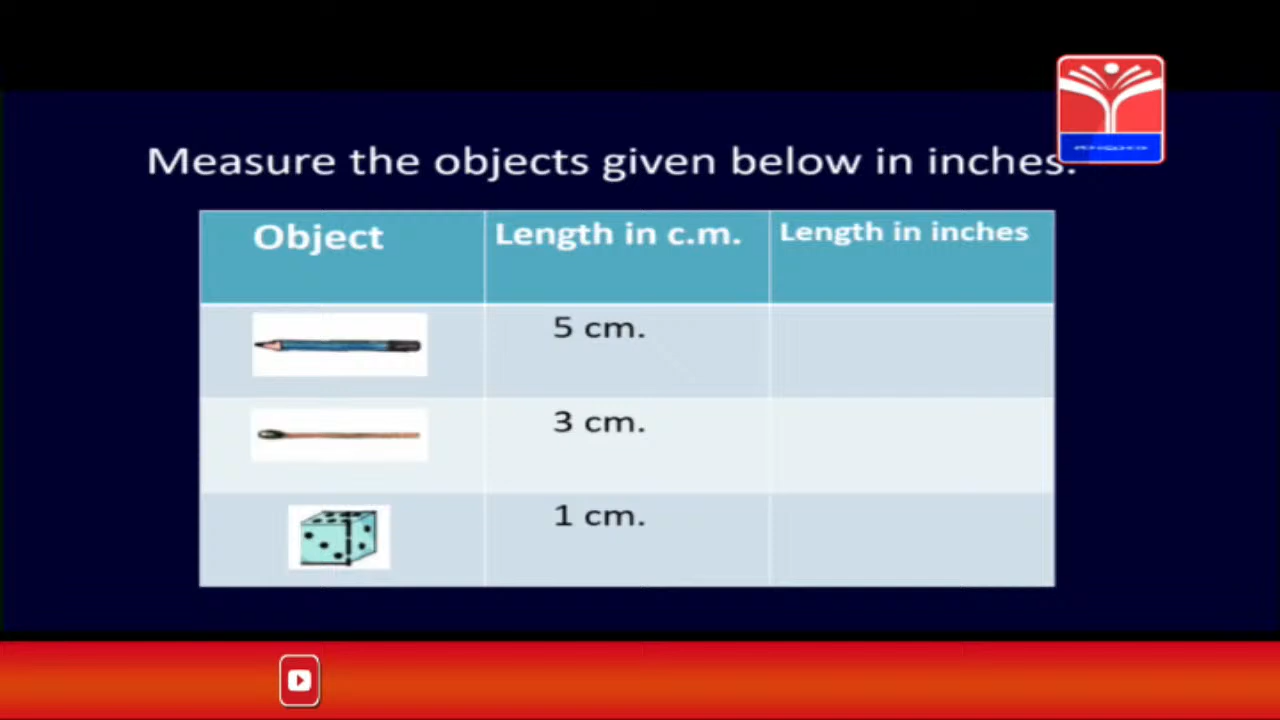 Measure the objects given below in inches.
Object Length in c.m. Length in inches
5 cm.
3 cm.
1 cm.